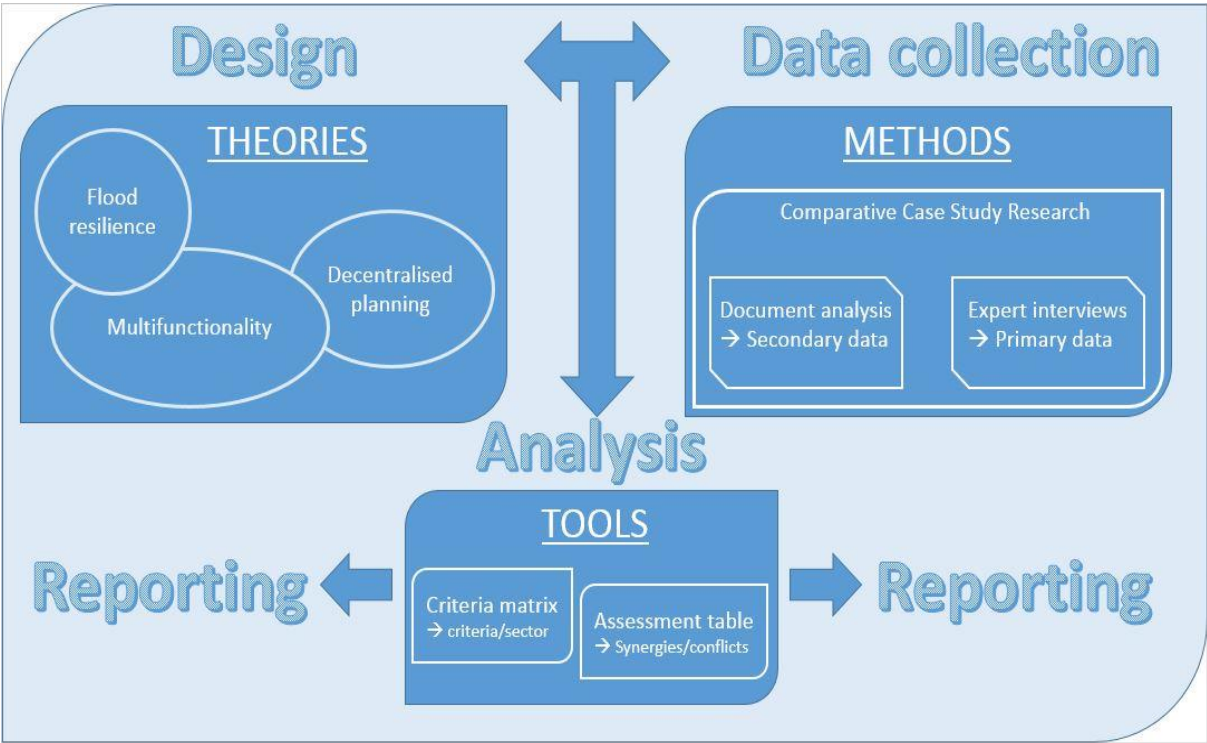 Design
Data collection
THEORIES
Flood
resilience
Decentralised
planning
Multifunctionality
METHODS
Comparative Case Study Research
Document analysis
→ Secondary data
Expert interviews
→ Primary data
Analysis
TOOLS
Criteria matrix
→ criteria/sector
Assessment table
→ Synergies/conflicts
Reporting
Reporting